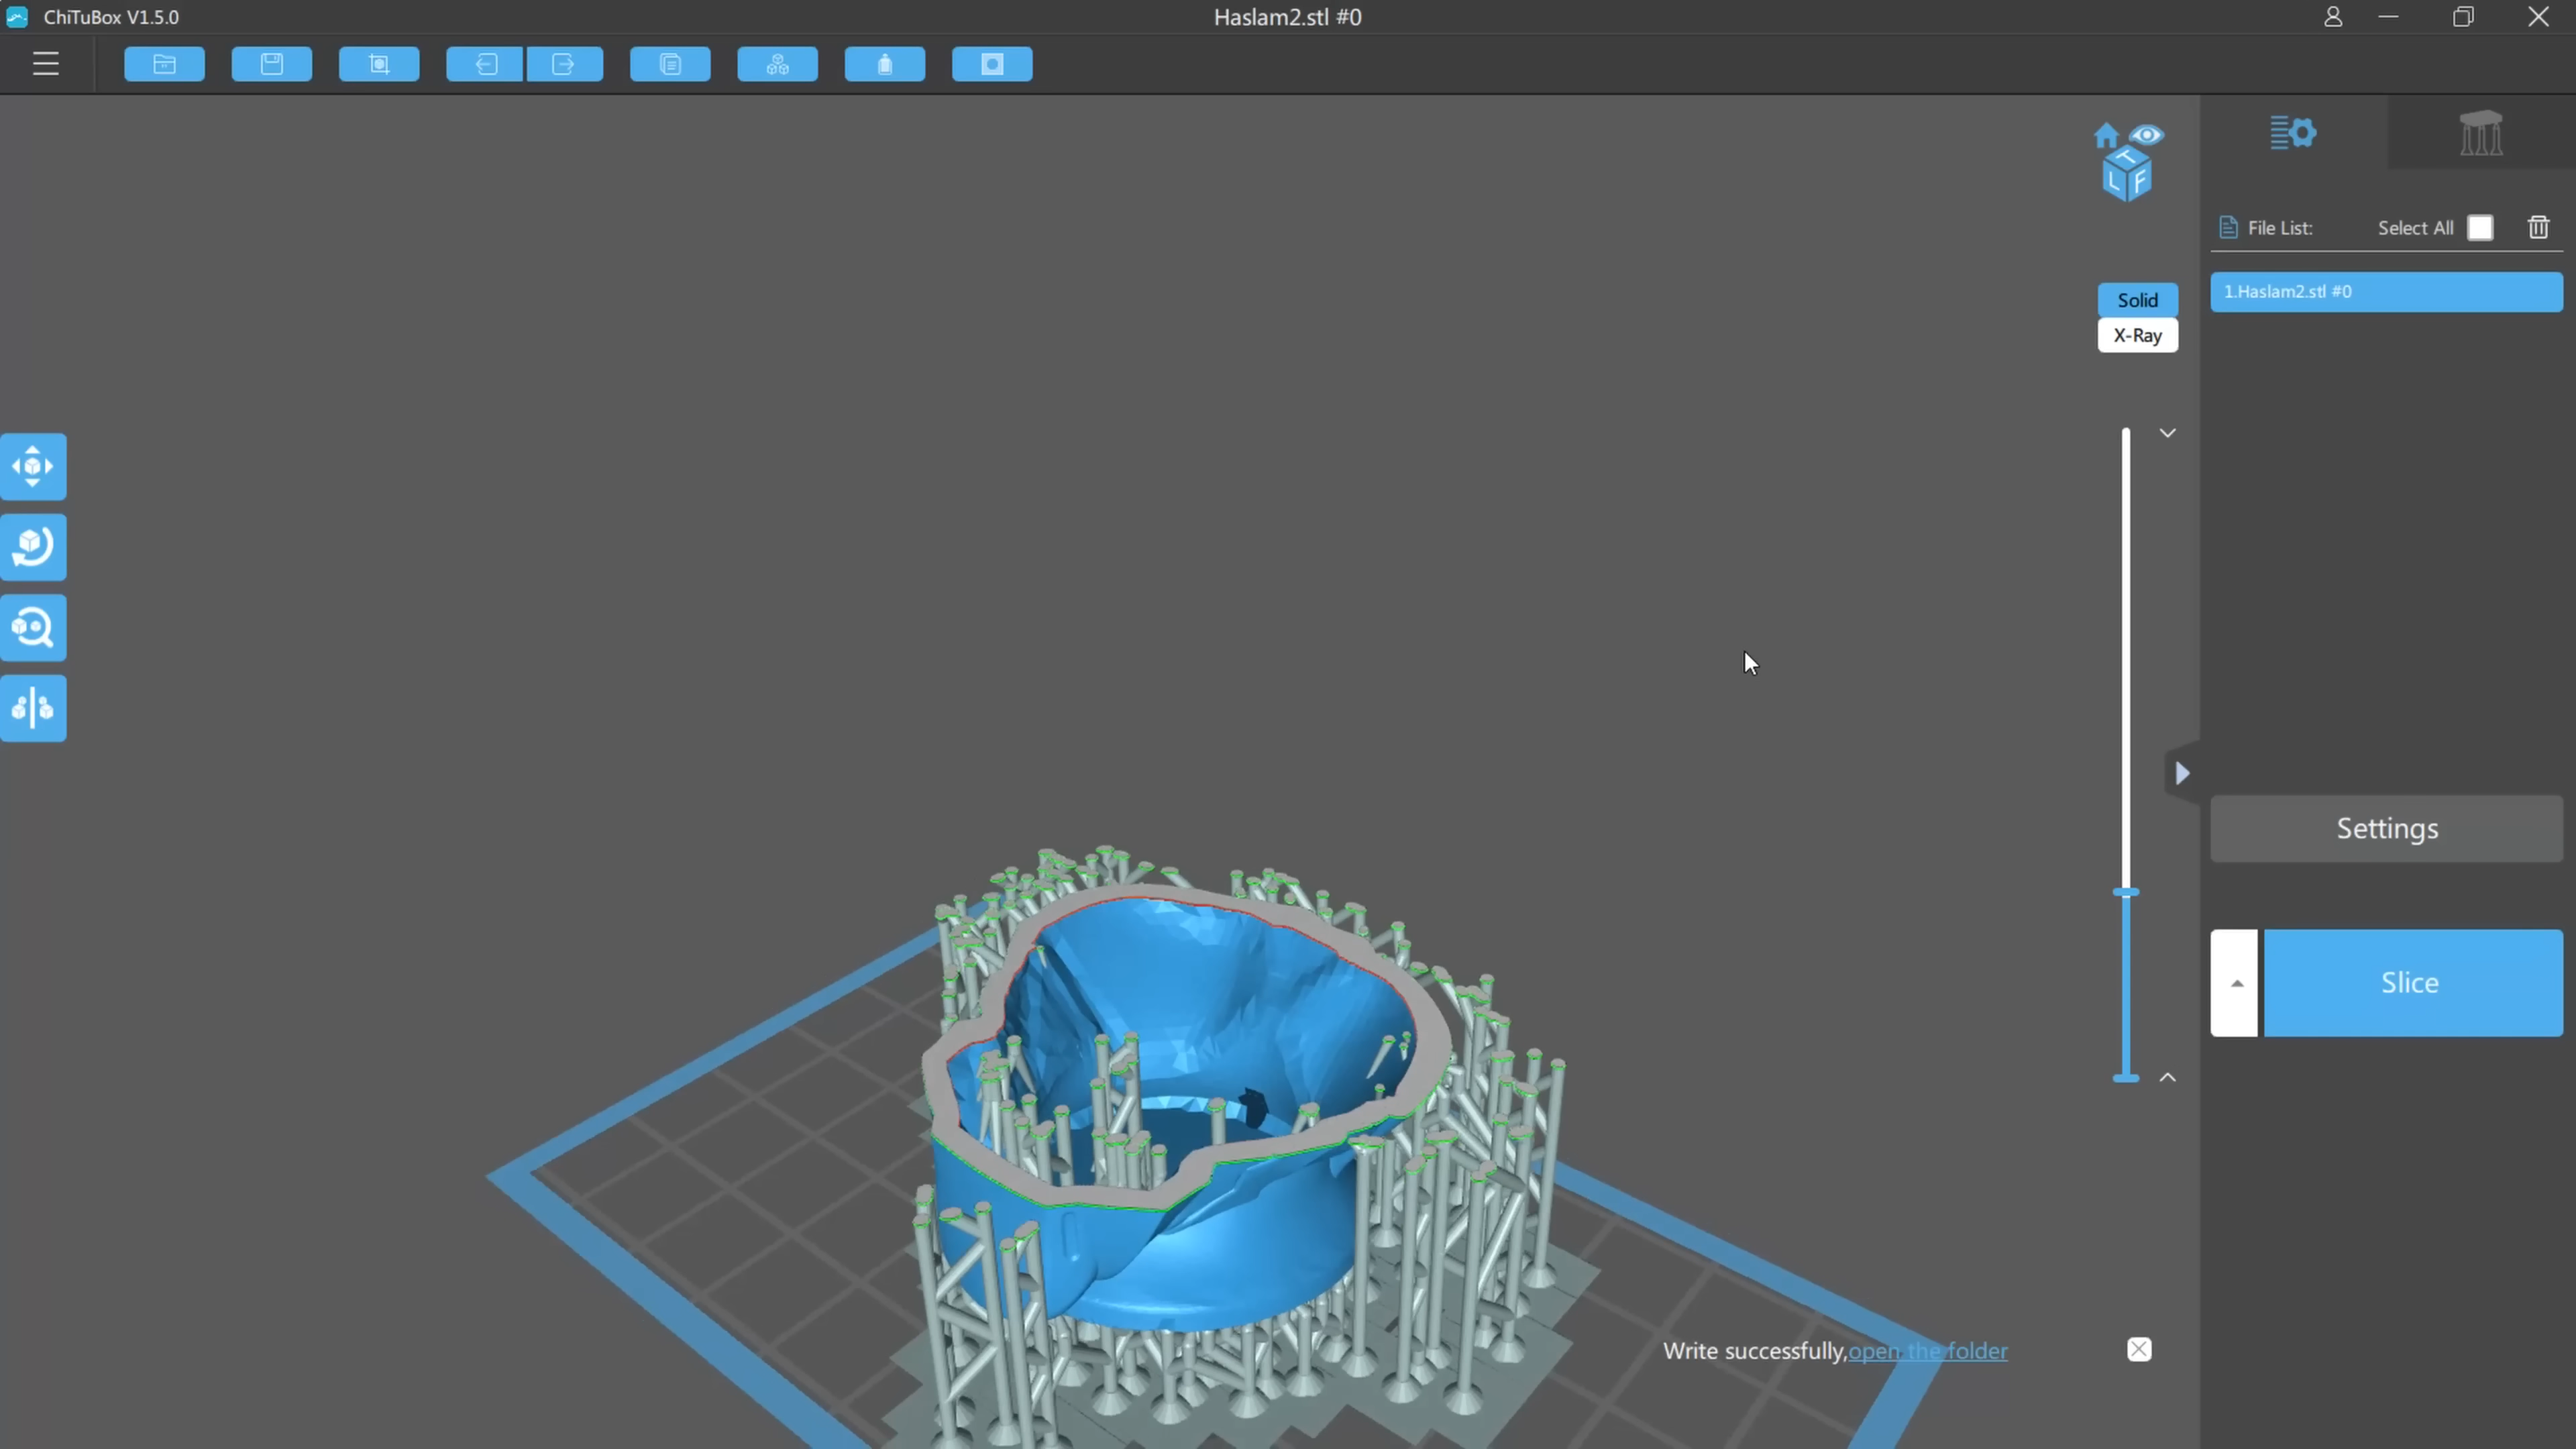 ChiTuBox V1.5.0
Haslam2.stl #0
T
L F
File List:
Select All
1.Haslam2.stl #0
Solid
X-Ray
Settings
Slice
Write successfully,open the folder